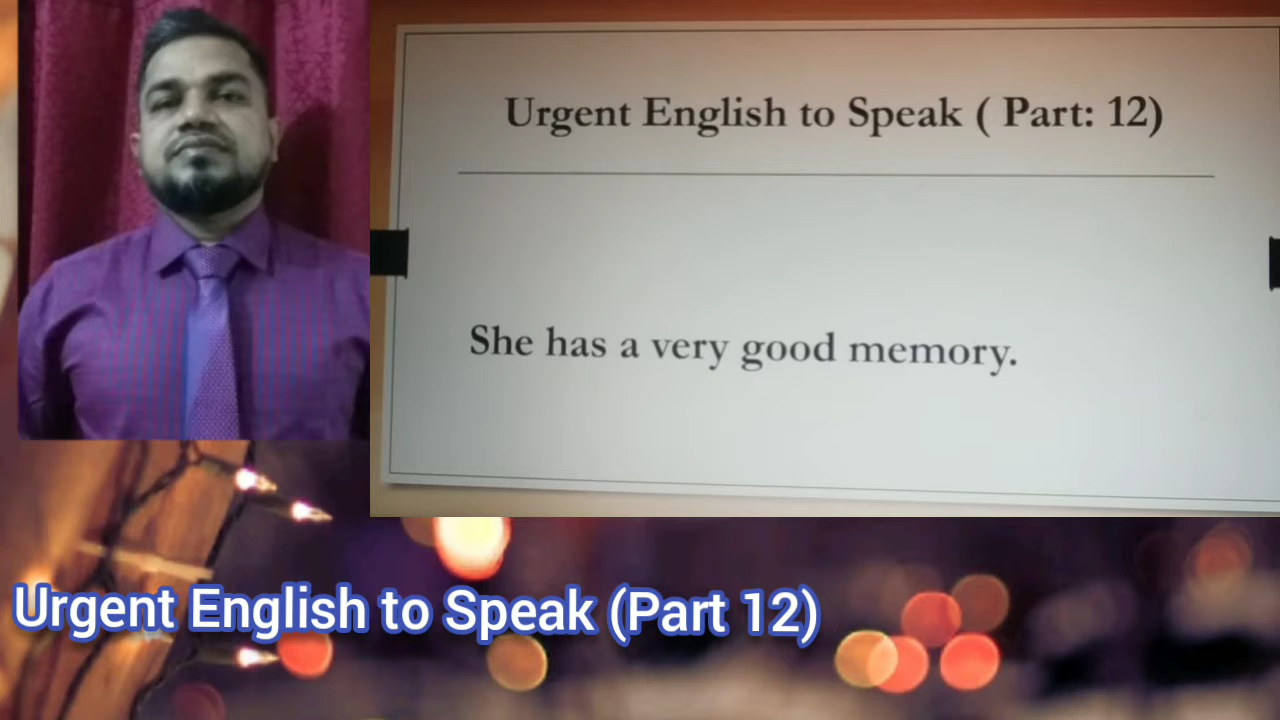 Urgent English to Speak ( Part: 12)
She has a very good memory.
Urgent English to Speak (Part 12)